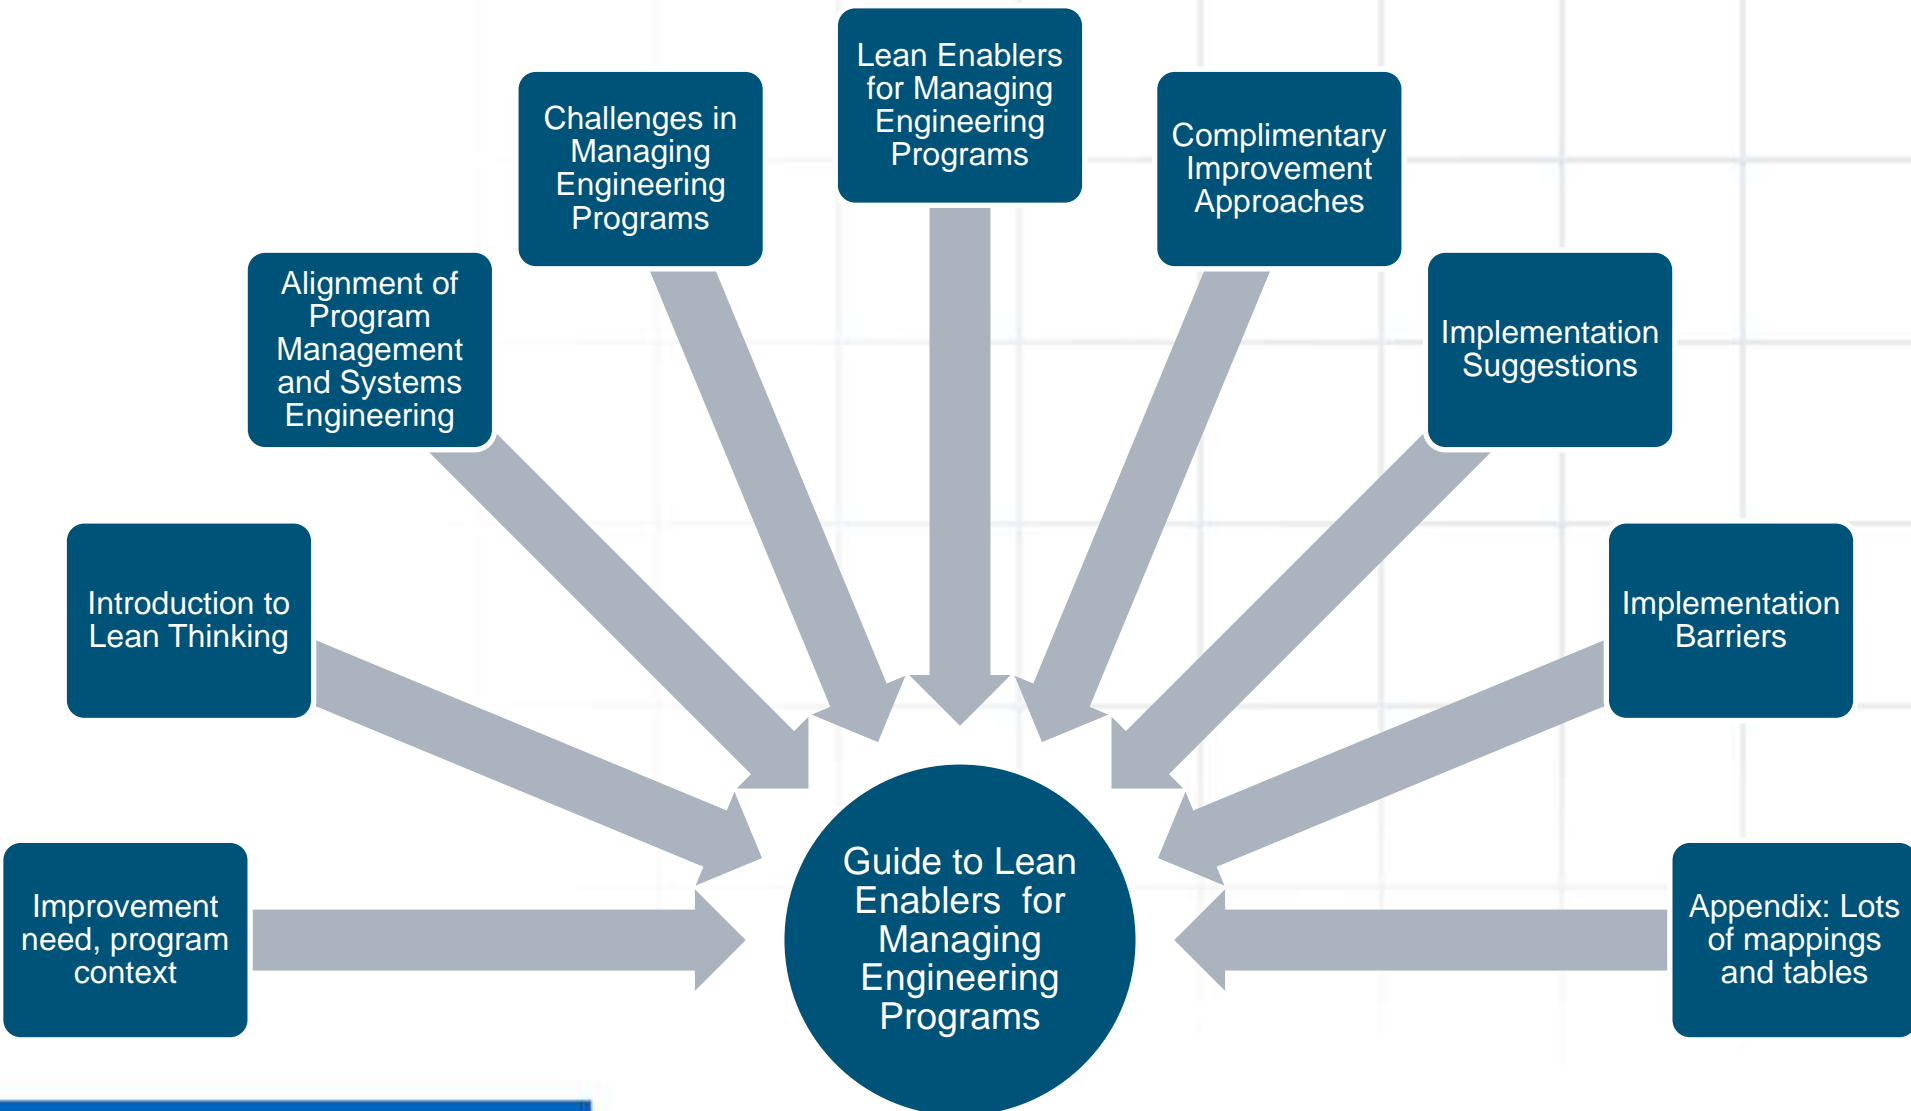 Lean Enablers
for Managing
Engineering
Programs
Challenges in
Managing
Engineering
Programs
Complimentary
Improvement
Approaches
Alignment of
Program
Management
and Systems
Engineering
Implementation
Suggestions
Introduction to
Lean Thinking
Implementation
Barriers
Improvement
need, program
context
Guide to Lean
Enablers for
Managing
Engineering
Programs
Appendix: Lots
of mappings
and tables